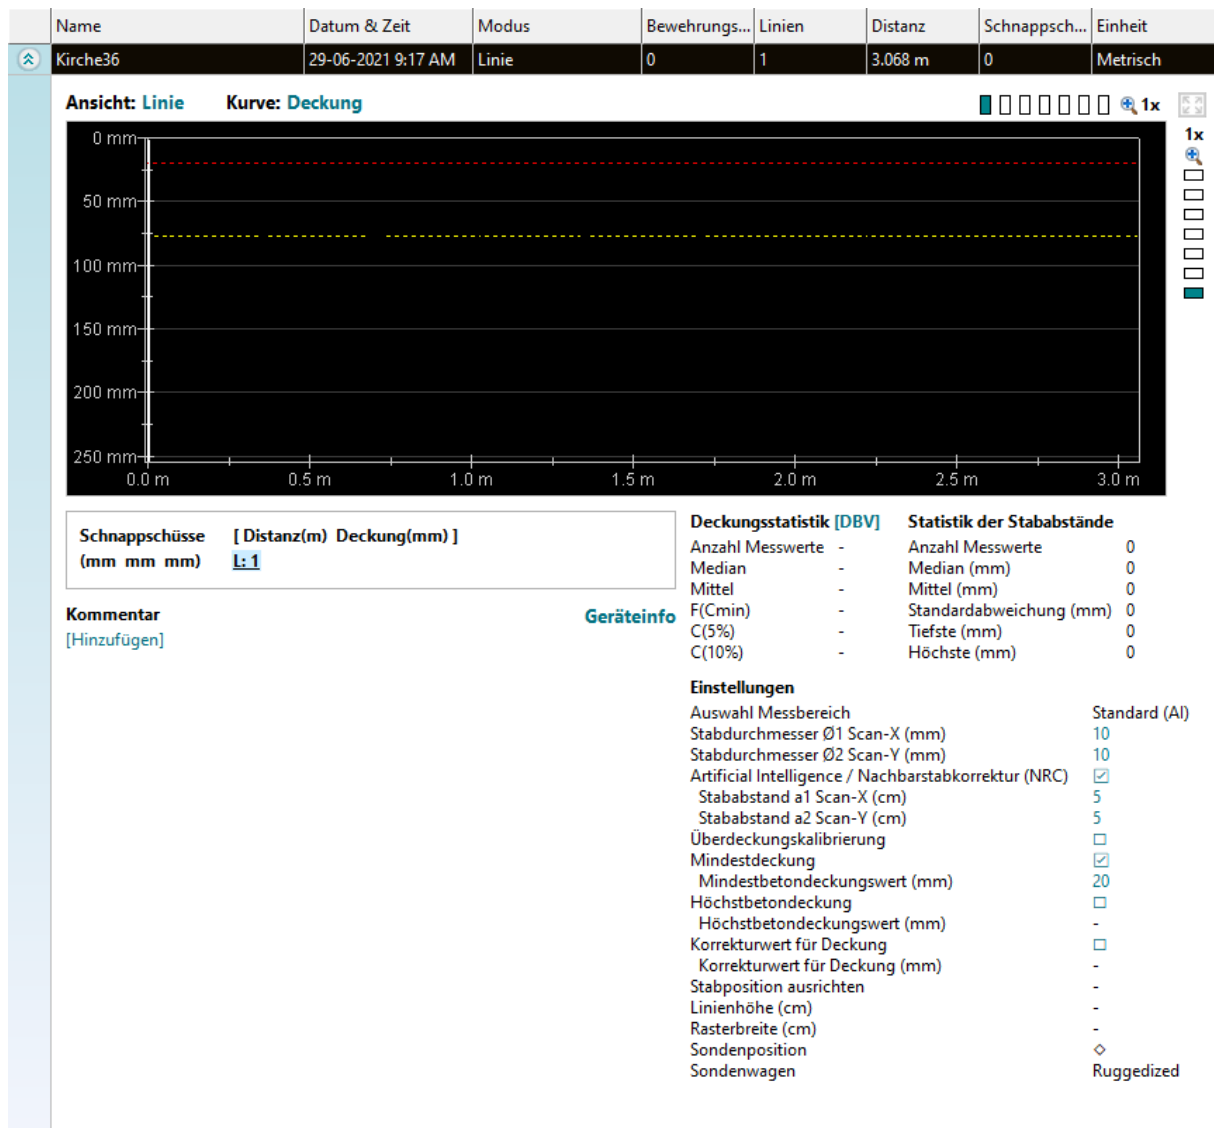 Name Datum & Zeit Modus Bewehrungs... Linien Distanz Schnappsch... Einheit
Kirche36 29-06-2021 9:17 AM Linie 0 1 3.068 m 0 Metrisch
Ansicht: Linie Kurve: Deckung 1x
1x
0 mm
50 mm
100 mm
150 mm
200 mm
250 mm
0.0 m 0.5 m 1.0 m 1.5 m 2.0 m 2.5 m 3.0 m
Schnappschüsse [ Distanz(m) Deckung(mm) ]
(mm mm mm) L: 1
Kommentar Geräteinfo
[Hinzufügen]
Deckungsstatistik [DBV] Statistik der Stababstände
Anzahl Messwerte - Anzahl Messwerte 0
Median - Median (mm) 0
Mittel - Mittel (mm) 0
F(Cmin) - Standardabweichung (mm) 0
C(5%) - Tiefste (mm) 0
C(10%) - Höchste (mm) 0
Einstellungen
Auswahl Messbereich Standard (AI)
Stabdurchmesser Ø1 Scan-X (mm) 10
Stabdurchmesser Ø2 Scan-Y (mm) 10
Artificial Intelligence / Nachbarstabkorrektur (NRC) ☑
Stababstand a1 Scan-X (cm) 5
Stababstand a2 Scan-Y (cm) 5
Überdeckungskalibrierung ☐
Mindestdeckung ☑
Mindestbetondeckungswert (mm) 20
Höchstbetondeckung ☐
Höchstbetondeckungswert (mm) -
Korrekturwert für Deckung ☐
Korrekturwert für Deckung (mm) -
Stabposition ausrichten -
Linienhöhe (cm) -
Rasterbreite (cm) -
Sondenposition ◇
Sondenwagen Ruggedized